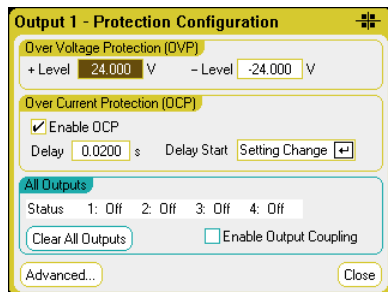 Output 1 - Protection Configuration
Over Voltage Protection (OVP)
+ Level 24.000 V - Level -24.000 V
Over Current Protection (OCP)
Enable OCP
Delay 0.0200 s Delay Start Setting Change
All Outputs
Status 1: Off 2: Off 3: Off 4: Off
Clear All Outputs Enable Output Coupling
Advanced... Close